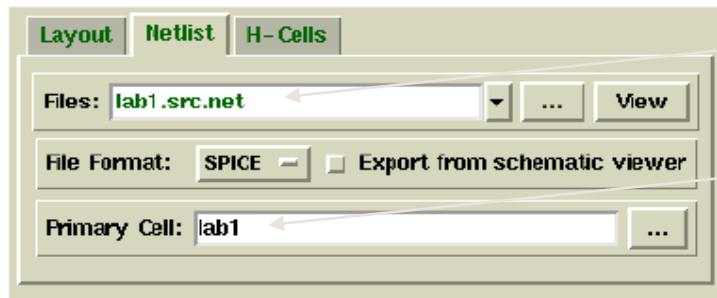 Layout Netlist H-Cells
Files: lab1.src.net ... View
File Format: SPICE Export from schematic viewer
Primary Cell: lab1 ...